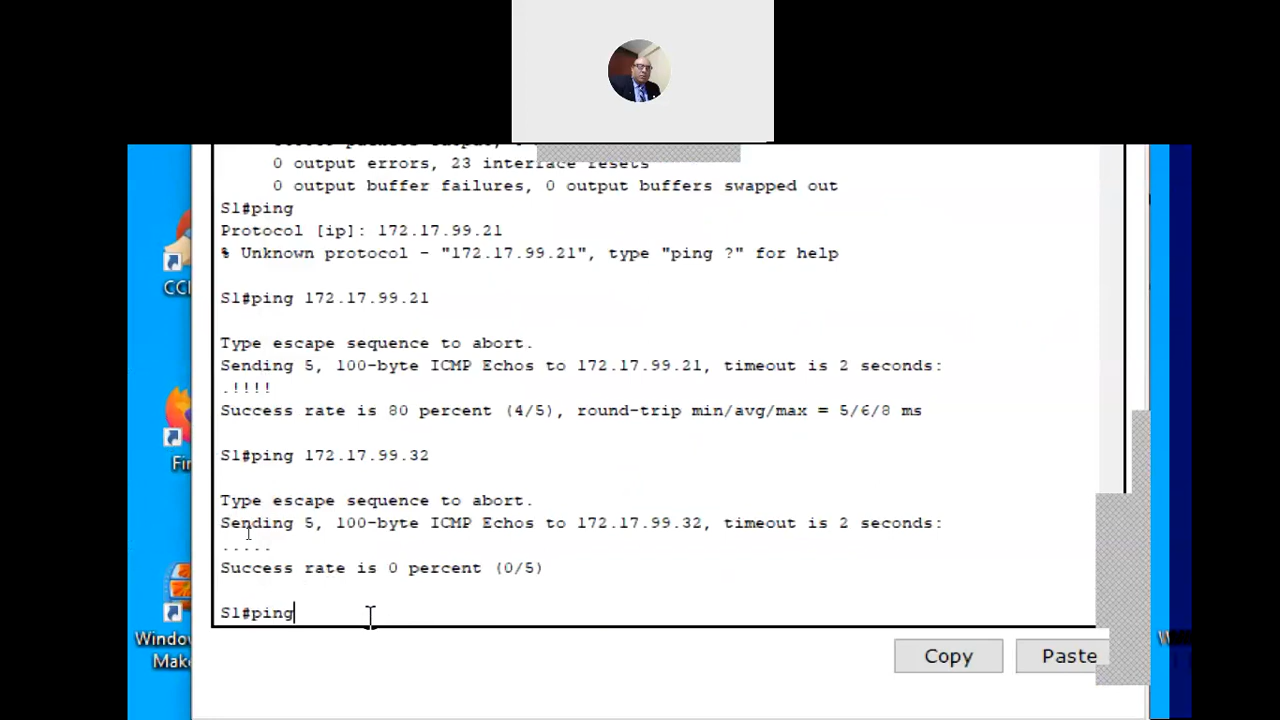 0 output errors, 23 interface resets
0 output buffer failures, 0 output buffers swapped out
S1#ping
Protocol [ip]: 172.17.99.21
% Unknown protocol - "172.17.99.21", type "ping ?" for help
S1#ping 172.17.99.21
Type escape sequence to abort.
Sending 5, 100-byte ICMP Echos to 172.17.99.21, timeout is 2 seconds:
.!!!!
Success rate is 80 percent (4/5), round-trip min/avg/max = 5/6/8 ms
S1#ping 172.17.99.32
Type escape sequence to abort.
Sending 5, 100-byte ICMP Echos to 172.17.99.32, timeout is 2 seconds:
.....
Success rate is 0 percent (0/5)
S1#ping
Copy
Paste
Window
Make